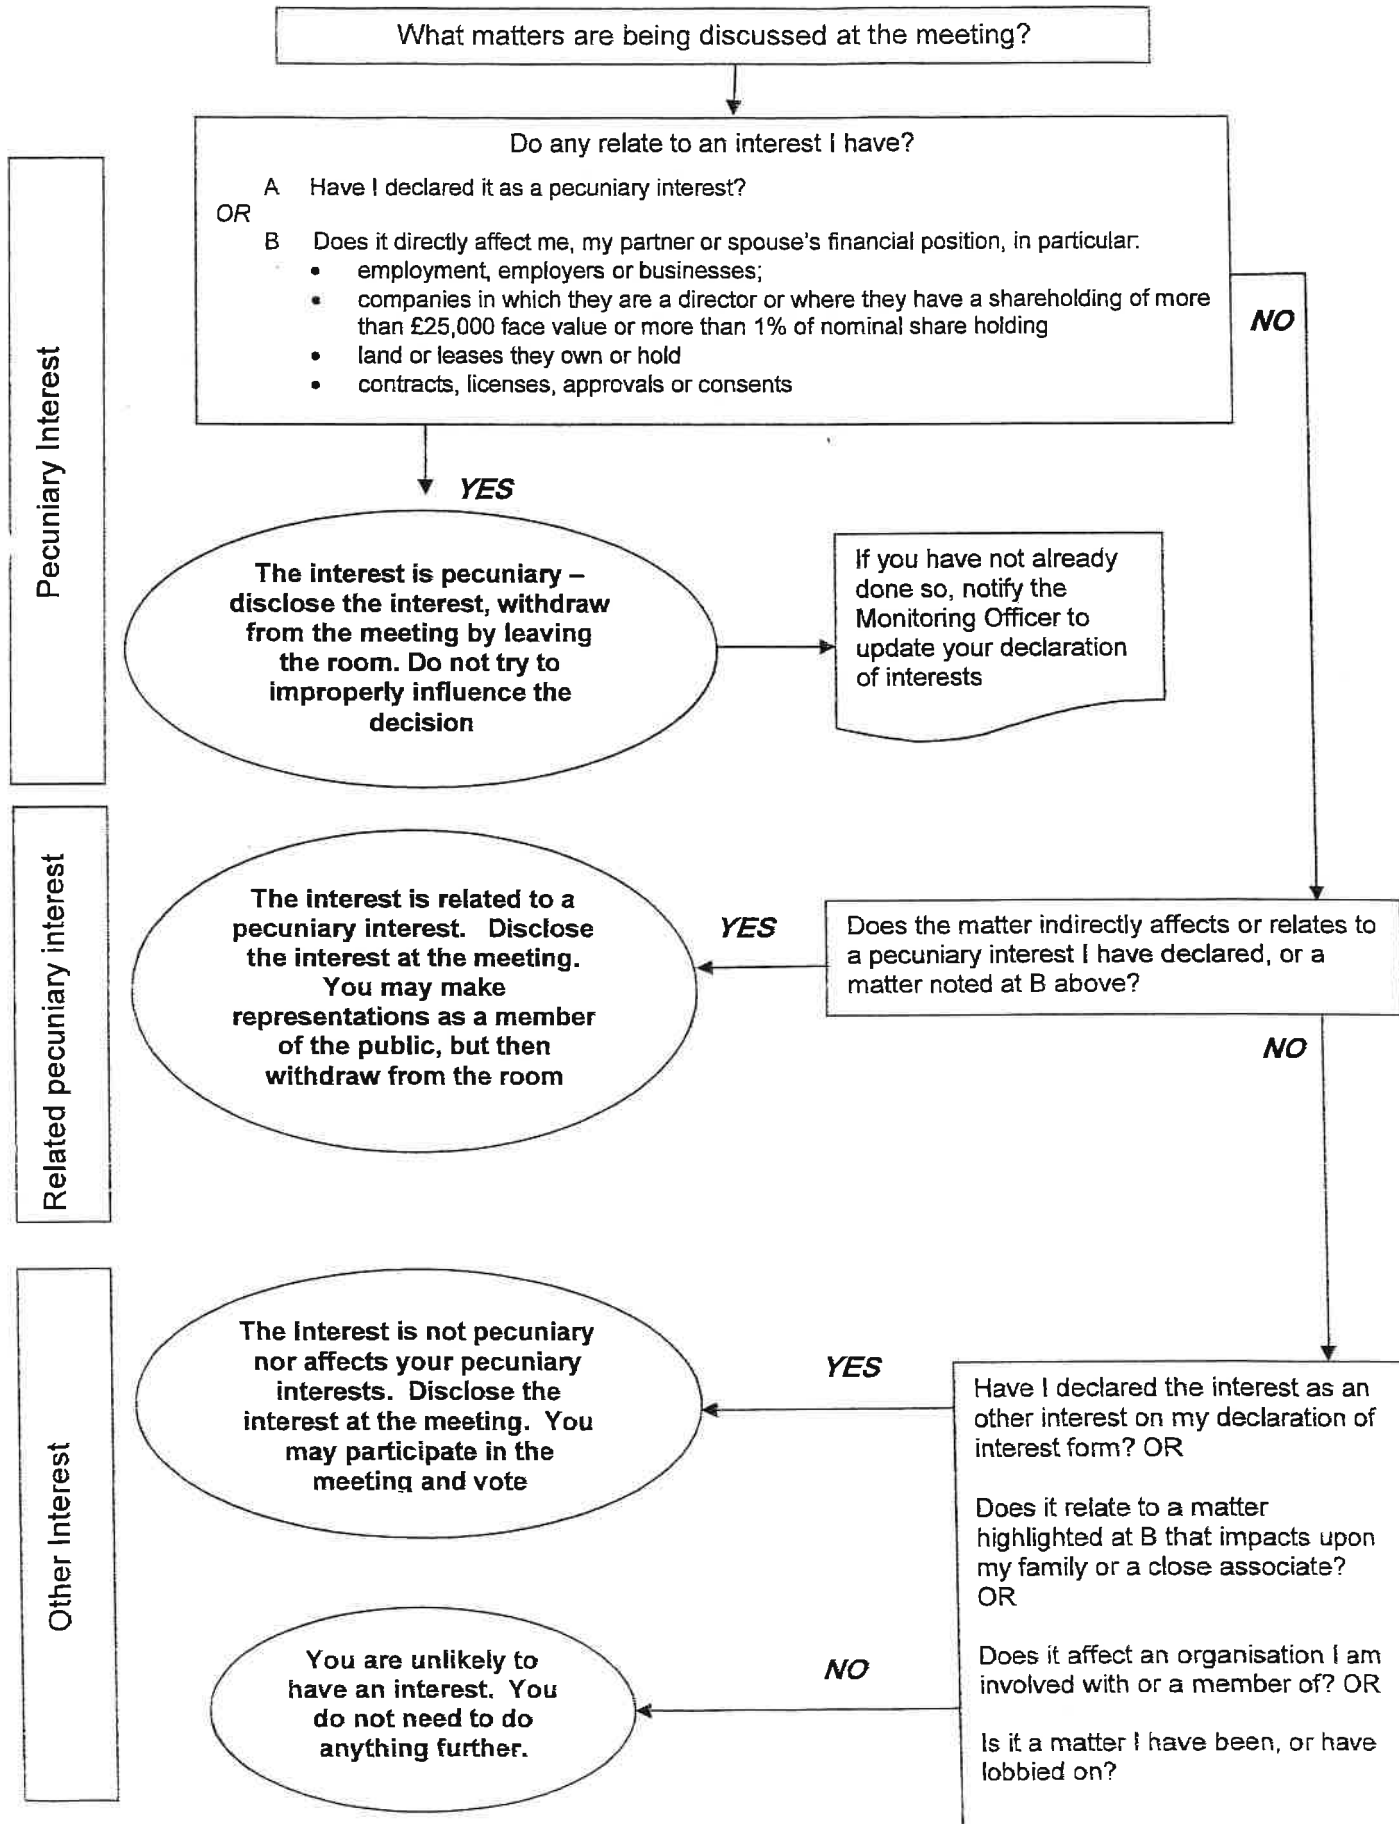 What matters are being discussed at the meeting?
Do any relate to an interest I have?
A Have I declared it as a pecuniary interest?
OR
B Does it directly affect me, my partner or spouse's financial position, in particular:
• employment, employers or businesses;
• companies in which they are a director or where they have a shareholding of more
than £25,000 face value or more than 1% of nominal share holding
• land or leases they own or hold
• contracts, licenses, approvals or consents
NO
Pecuniary Interest
YES
The interest is pecuniary –
disclose the interest, withdraw
from the meeting by leaving
the room. Do not try to
improperly influence the
decision
If you have not already
done so, notify the
Monitoring Officer to
update your declaration
of interests
Related pecuniary interest
The interest is related to a
pecuniary interest. Disclose
the interest at the meeting.
You may make
representations as a member
of the public, but then
withdraw from the room
YES
Does the matter indirectly affects or relates to
a pecuniary interest I have declared, or a
matter noted at B above?
NO
Other Interest
The Interest is not pecuniary
nor affects your pecuniary
interests. Disclose the
interest at the meeting. You
may participate in the
meeting and vote
YES
Have I declared the interest as an
other interest on my declaration of
interest form? OR
Does it relate to a matter
highlighted at B that impacts upon
my family or a close associate?
OR
Does it affect an organisation I am
involved with or a member of? OR
Is it a matter I have been, or have
lobbied on?
NO
You are unlikely to
have an interest. You
do not need to do
anything further.